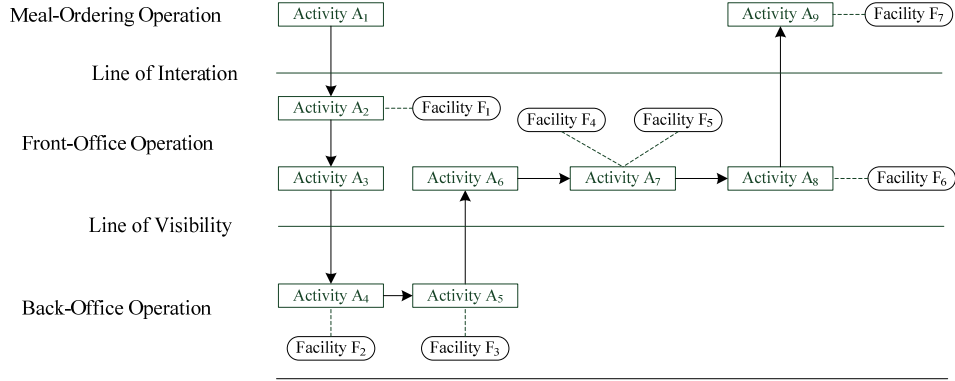 Meal-Ordering Operation
Activity A₁
Activity A₉
Facility F₇
Line of Interation
Activity A₂
Facility F₁
Facility F₄
Facility F₅
Front-Office Operation
Activity A₃
Activity A₆
Activity A₇
Activity A₈
Facility F₆
Line of Visibility
Activity A₄
Activity A₅
Back-Office Operation
Facility F₂
Facility F₃